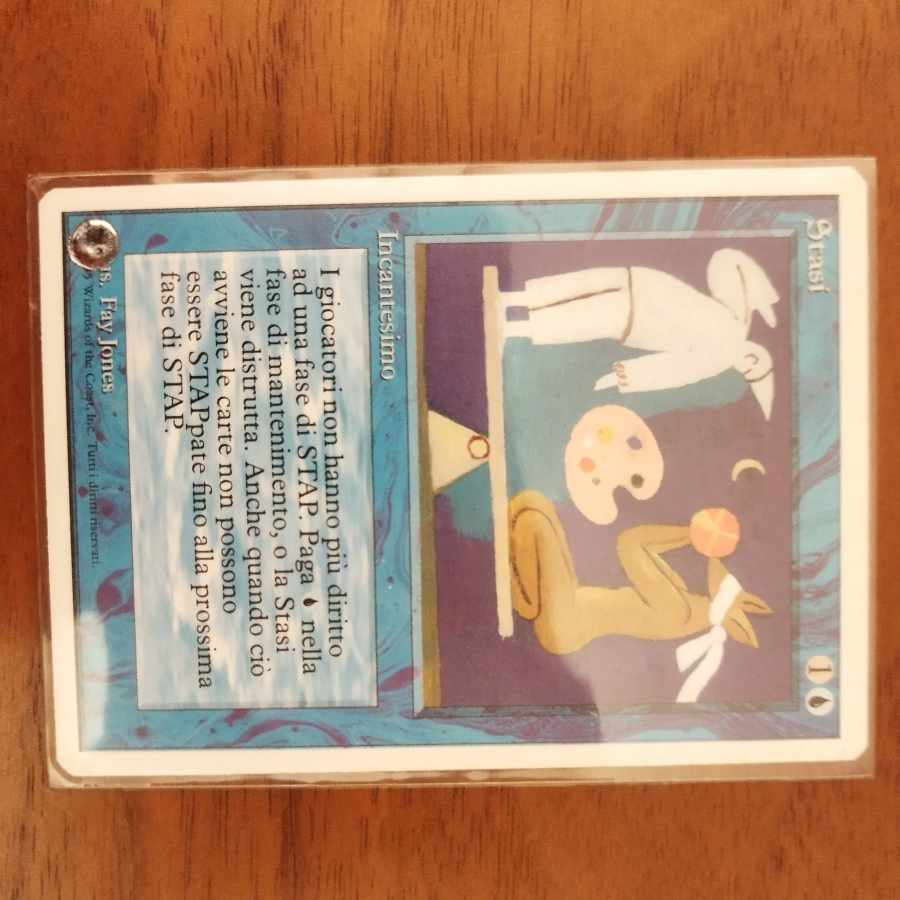 Stasi
1
Incantesimo
I giocatori non hanno più diritto
ad una fase di STAP. Paga nella
fase di mantenimento, o la Stasi
viene distrutta. Anche quando ciò
avviene le carte non possono
essere STAPpate fino alla prossima
fase di STAP.
us. Fay Jones
Wizards of the Coast, Inc. Tutti i diritti riservati.